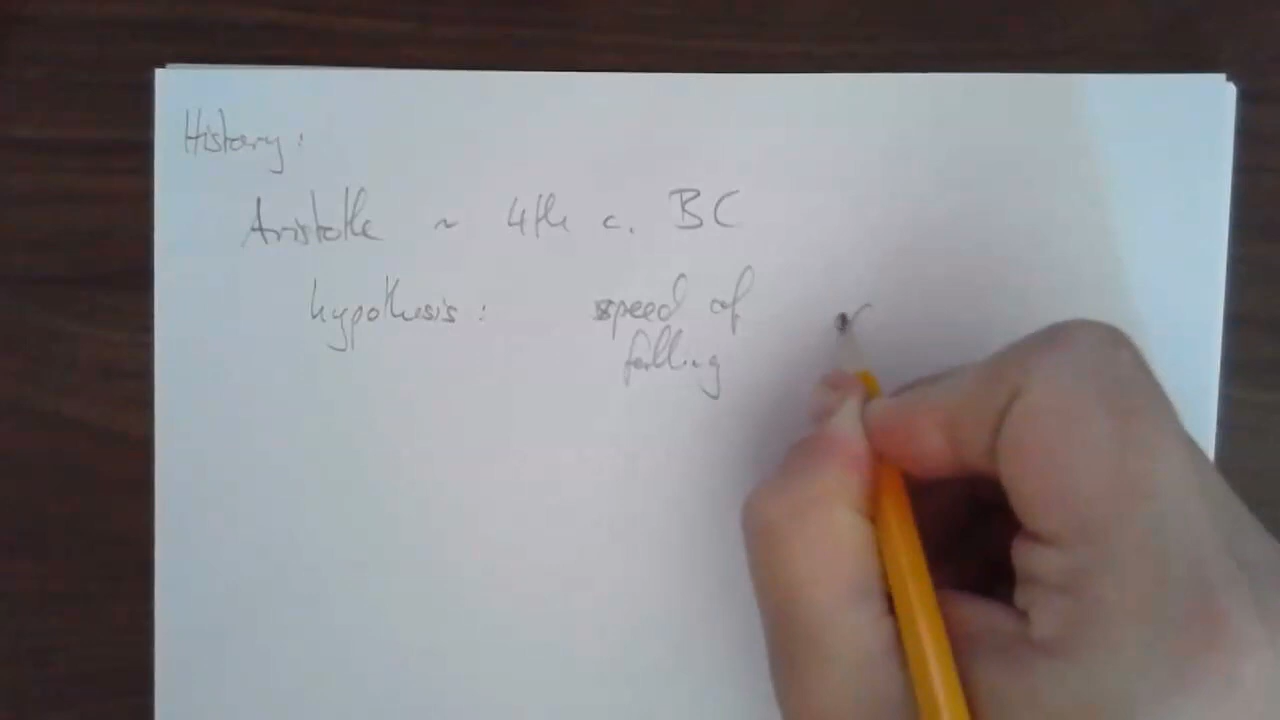 History:
Aristotle ~ 4th c. BC
hypothesis: speed of
falling